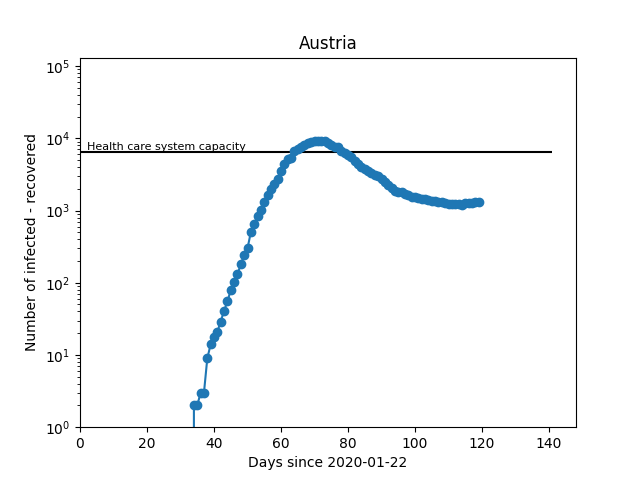 Austria
Number of infected - recovered
10^5
10^4
10^3
10^2
10^1
10^0
Health care system capacity
0 20 40 60 80 100 120 140
Days since 2020-01-22